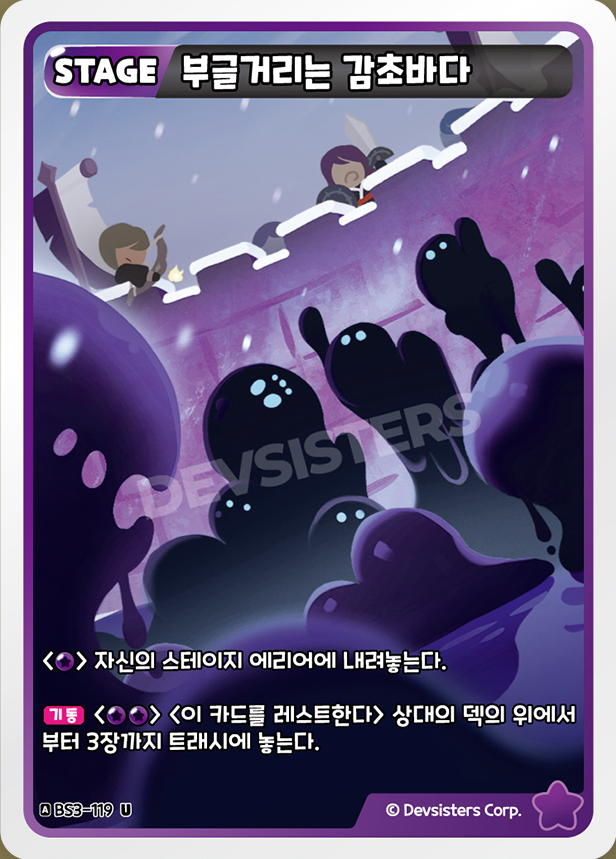 STAGE 부글거리는 감초바다
DEVSISTERS
< > 자신의 스테이지 에리어에 내려놓는다.
기동 < > <이 카드를 레스트한다> 상대의 덱의 위에서
부터 3장까지 트래시에 놓는다.
A BS3-119 U
© Devsisters Corp.